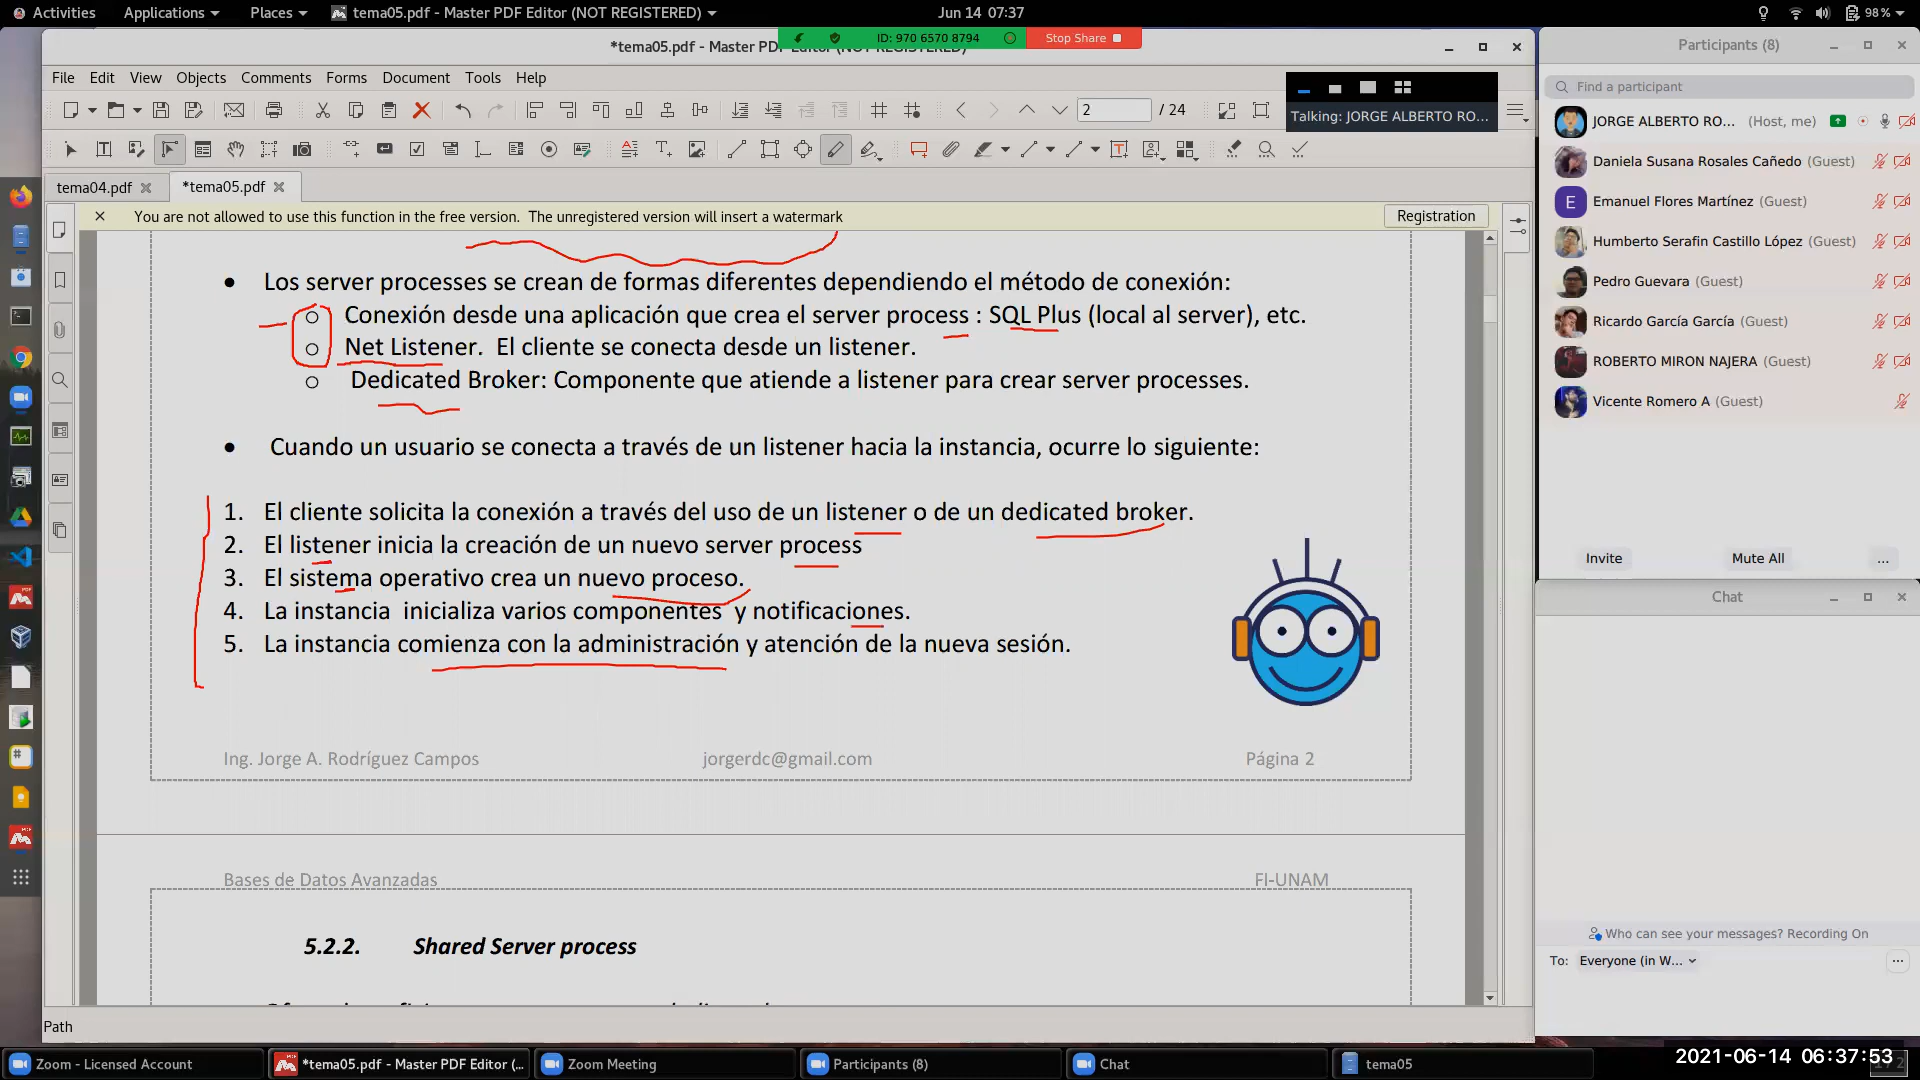 Activities Applications Places tema05.pdf - Master PDF Editor (NOT REGISTERED) Jun 14 07:37 98%
*tema05.pdf - Master PDF Editor (NOT REGISTERED)
ID: 970 6570 8794 Stop Share
File Edit View Objects Comments Forms Document Tools Help
2 / 24
Talking: JORGE ALBERTO RO...
tema04.pdf *tema05.pdf
You are not allowed to use this function in the free version. The unregistered version will insert a watermark
Registration
• Los server processes se crean de formas diferentes dependiendo el método de conexión:
o Conexión desde una aplicación que crea el server process : SQL Plus (local al server), etc.
o Net Listener. El cliente se conecta desde un listener.
o Dedicated Broker: Componente que atiende a listener para crear server processes.
• Cuando un usuario se conecta a través de un listener hacia la instancia, ocurre lo siguiente:
1. El cliente solicita la conexión a través del uso de un listener o de un dedicated broker.
2. El listener inicia la creación de un nuevo server process
3. El sistema operativo crea un nuevo proceso.
4. La instancia inicializa varios componentes y notificaciones.
5. La instancia comienza con la administración y atención de la nueva sesión.
Ing. Jorge A. Rodríguez Campos jorgerdc@gmail.com Página 2
Bases de Datos Avanzadas FI-UNAM
5.2.2. Shared Server process
Path
Participants (8)
Find a participant
JORGE ALBERTO RO... (Host, me)
Daniela Susana Rosales Cañedo (Guest)
E Emanuel Flores Martínez (Guest)
Humberto Serafin Castillo López (Guest)
Pedro Guevara (Guest)
Ricardo García García (Guest)
ROBERTO MIRON NAJERA (Guest)
Vicente Romero A (Guest)
Invite Mute All ...
Chat
Who can see your messages? Recording On
To: Everyone (in W... ...
Zoom - Licensed Account *tema05.pdf - Master PDF Editor (... Zoom Meeting Participants (8) Chat tema05
2021-06-14 06:37:53